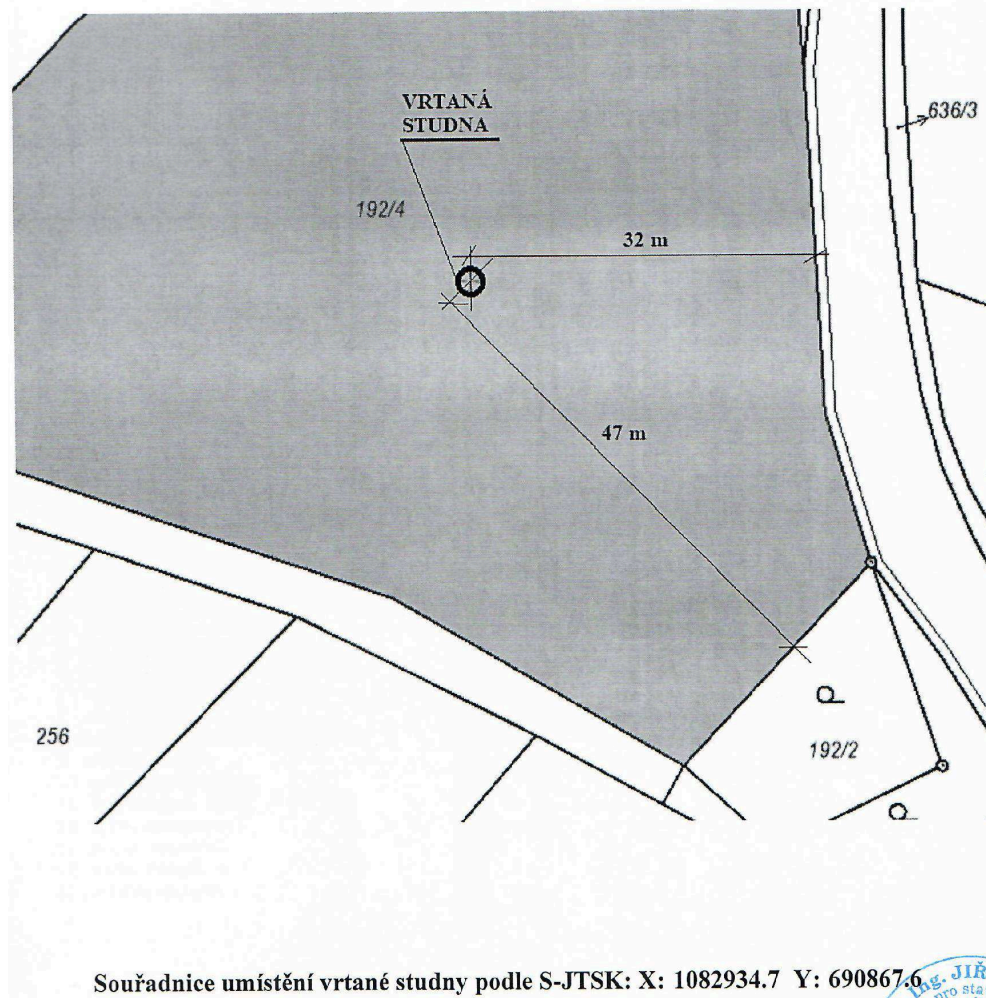 VRTANÁ
STUDNA
636/3
192/4
32 m
47 m
256
192/2
Souřadnice umístění vrtané studny podle S-JTSK: X: 1082934.7 Y: 690867.6
Ing. JIŘ
pro sta